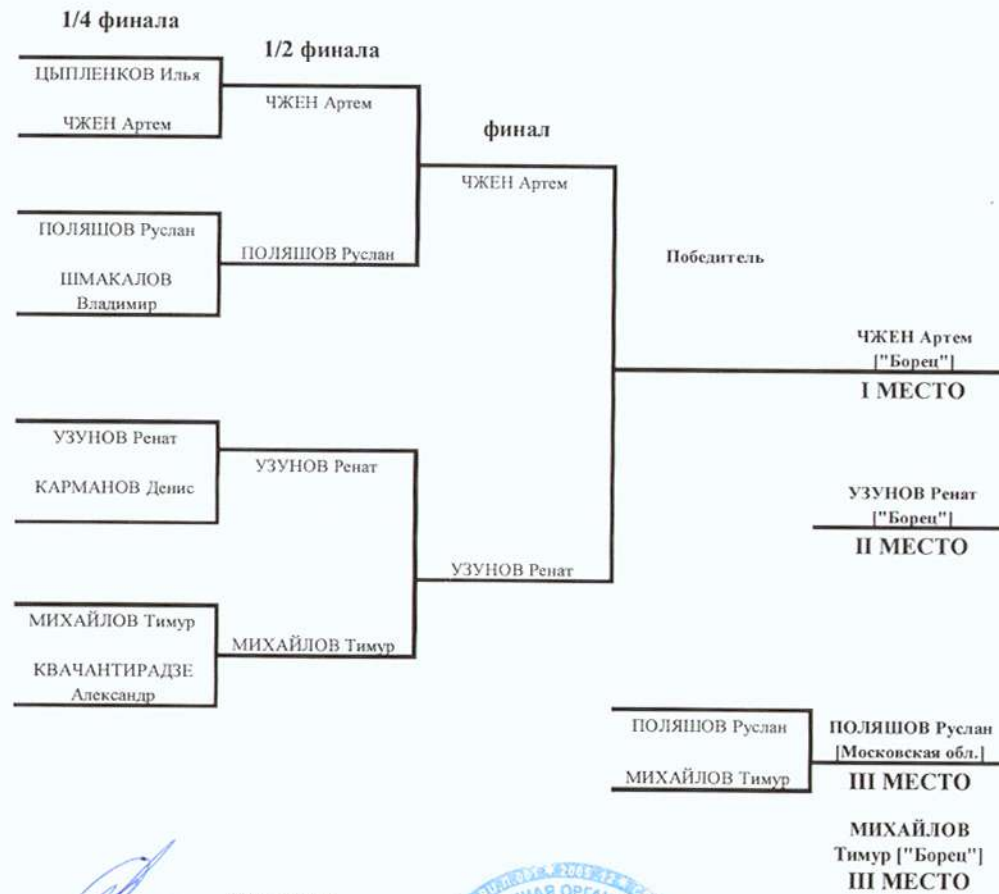 1/4 финала
1/2 финала
финал
Победитель
ЦЫПЛЕНКОВ Илья
ЧЖЕН Артем
ПОЛЯШОВ Руслан
ШМАКАЛОВ
Владимир
УЗУНОВ Ренат
КАРМАНОВ Денис
МИХАЙЛОВ Тимур
КВАЧАНТИРАДЗЕ
Александр
ЧЖЕН Артем
ПОЛЯШОВ Руслан
УЗУНОВ Ренат
МИХАЙЛОВ Тимур
ЧЖЕН Артем
УЗУНОВ Ренат
ЧЖЕН Артем
["Борец"]
I МЕСТО
УЗУНОВ Ренат
["Борец"]
II МЕСТО
ПОЛЯШОВ Руслан
МИХАЙЛОВ Тимур
ПОЛЯШОВ Руслан
[Московская обл.]
III МЕСТО
МИХАЙЛОВ
Тимур ["Борец"]
III МЕСТО